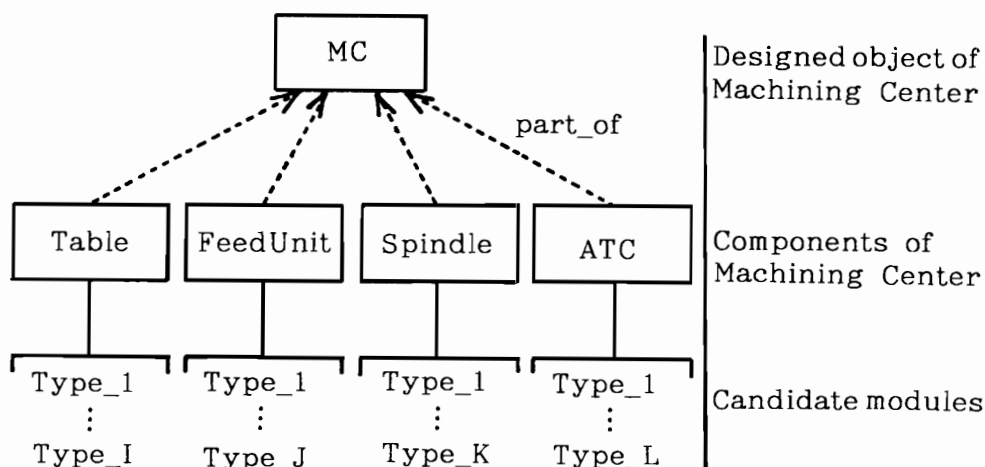 MC
Designed object of
Machining Center
part_of
Table
FeedUnit
Spindle
ATC
Components of
Machining Center
Type_1
Type_1
Type_1
Type_1
Candidate modules
Type_I
Type_J
Type_K
Type_L